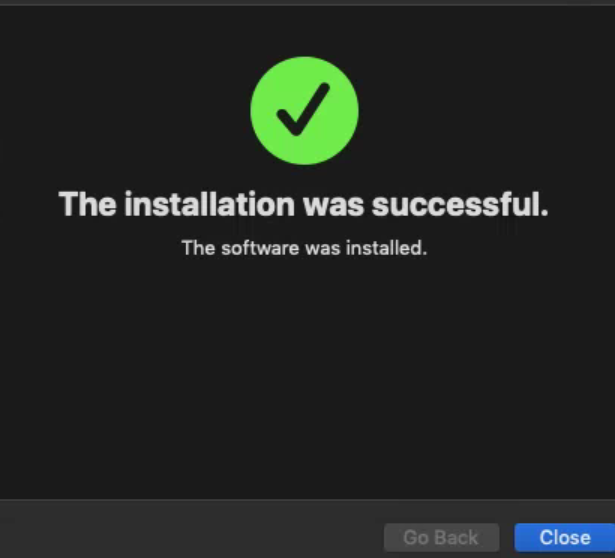 The installation was successful.
The software was installed.
Go Back
Close